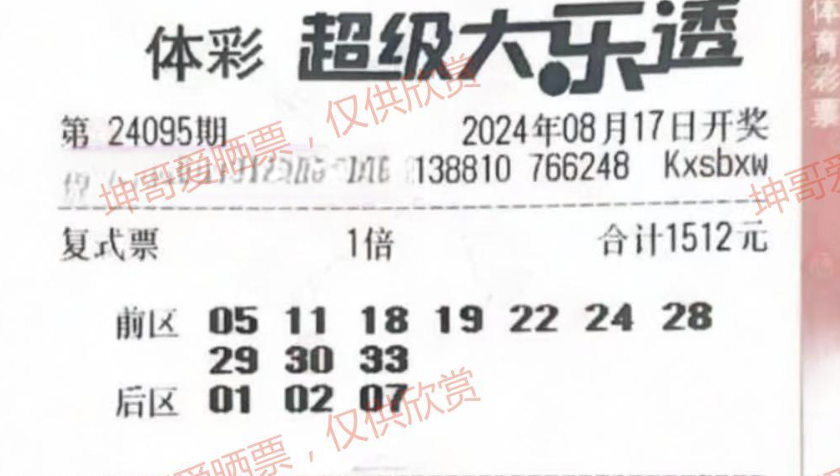 体彩 超级大乐透
第 24095期 2024年08月17日开奖
138810 766248 Kxsbxw
复式票 1倍 合计1512元
前区 05 11 18 19 22 24 28
29 30 33
后区 01 02 07
坤哥爱晒票，仅供欣赏
坤哥爱晒票，仅供欣赏
坤哥
体育彩票